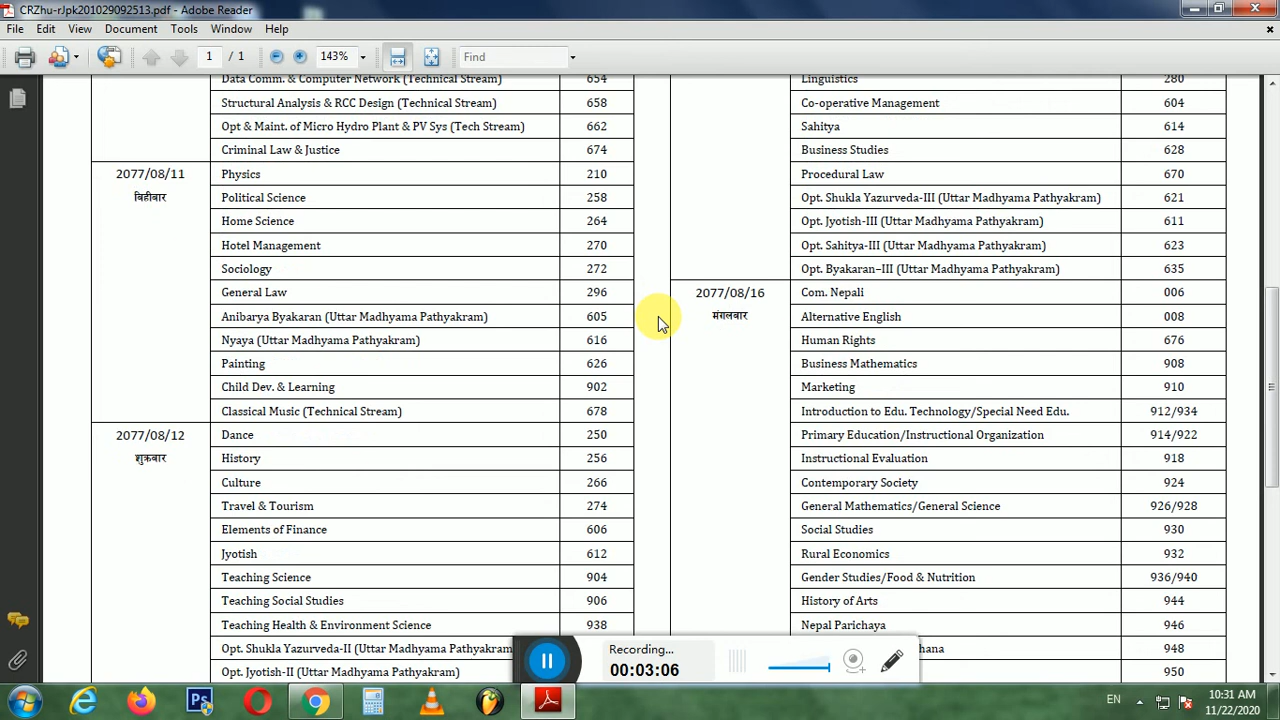 CRZhu-rJpk201029092513.pdf - Adobe Reader
File Edit View Document Tools Window Help
1 / 1 143% Find
Data Comm. & Computer Network (Technical Stream) 654
Structural Analysis & RCC Design (Technical Stream) 658
Opt & Maint. of Micro Hydro Plant & PV Sys (Tech Stream) 662
Criminal Law & Justice 674
2077/08/11 Physics 210
बिहीबार Political Science 258
Home Science 264
Hotel Management 270
Sociology 272
General Law 296
Anibarya Byakaran (Uttar Madhyama Pathyakram) 605
Nyaya (Uttar Madhyama Pathyakram) 616
Painting 626
Child Dev. & Learning 902
Classical Music (Technical Stream) 678
2077/08/12 Dance 250
शुक्रबार History 256
Culture 266
Travel & Tourism 274
Elements of Finance 606
Jyotish 612
Teaching Science 904
Teaching Social Studies 906
Teaching Health & Environment Science 938
Opt. Shukla Yazurveda-II (Uttar Madhyama Pathyakram
Opt. Jyotish-II (Uttar Madhyama Pathyakram)
Linguistics 280
Co-operative Management 604
Sahitya 614
Business Studies 628
Procedural Law 670
Opt. Shukla Yazurveda-III (Uttar Madhyama Pathyakram) 621
Opt. Jyotish-III (Uttar Madhyama Pathyakram) 611
Opt. Sahitya-III (Uttar Madhyama Pathyakram) 623
Opt. Byakaran–III (Uttar Madhyama Pathyakram) 635
2077/08/16 Com. Nepali 006
मंगलबार Alternative English 008
Human Rights 676
Business Mathematics 908
Marketing 910
Introduction to Edu. Technology/Special Need Edu. 912/934
Primary Education/Instructional Organization 914/922
Instructional Evaluation 918
Contemporary Society 924
General Mathematics/General Science 926/928
Social Studies 930
Rural Economics 932
Gender Studies/Food & Nutrition 936/940
History of Arts 944
Nepal Parichaya 946
hana 948
950
Recording...
00:03:06
EN 10:31 AM
11/22/2020